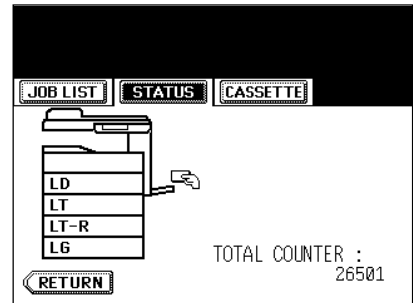 JOB LIST STATUS CASSETTE
LD
LT
LT-R
LG
TOTAL COUNTER :
26501
RETURN